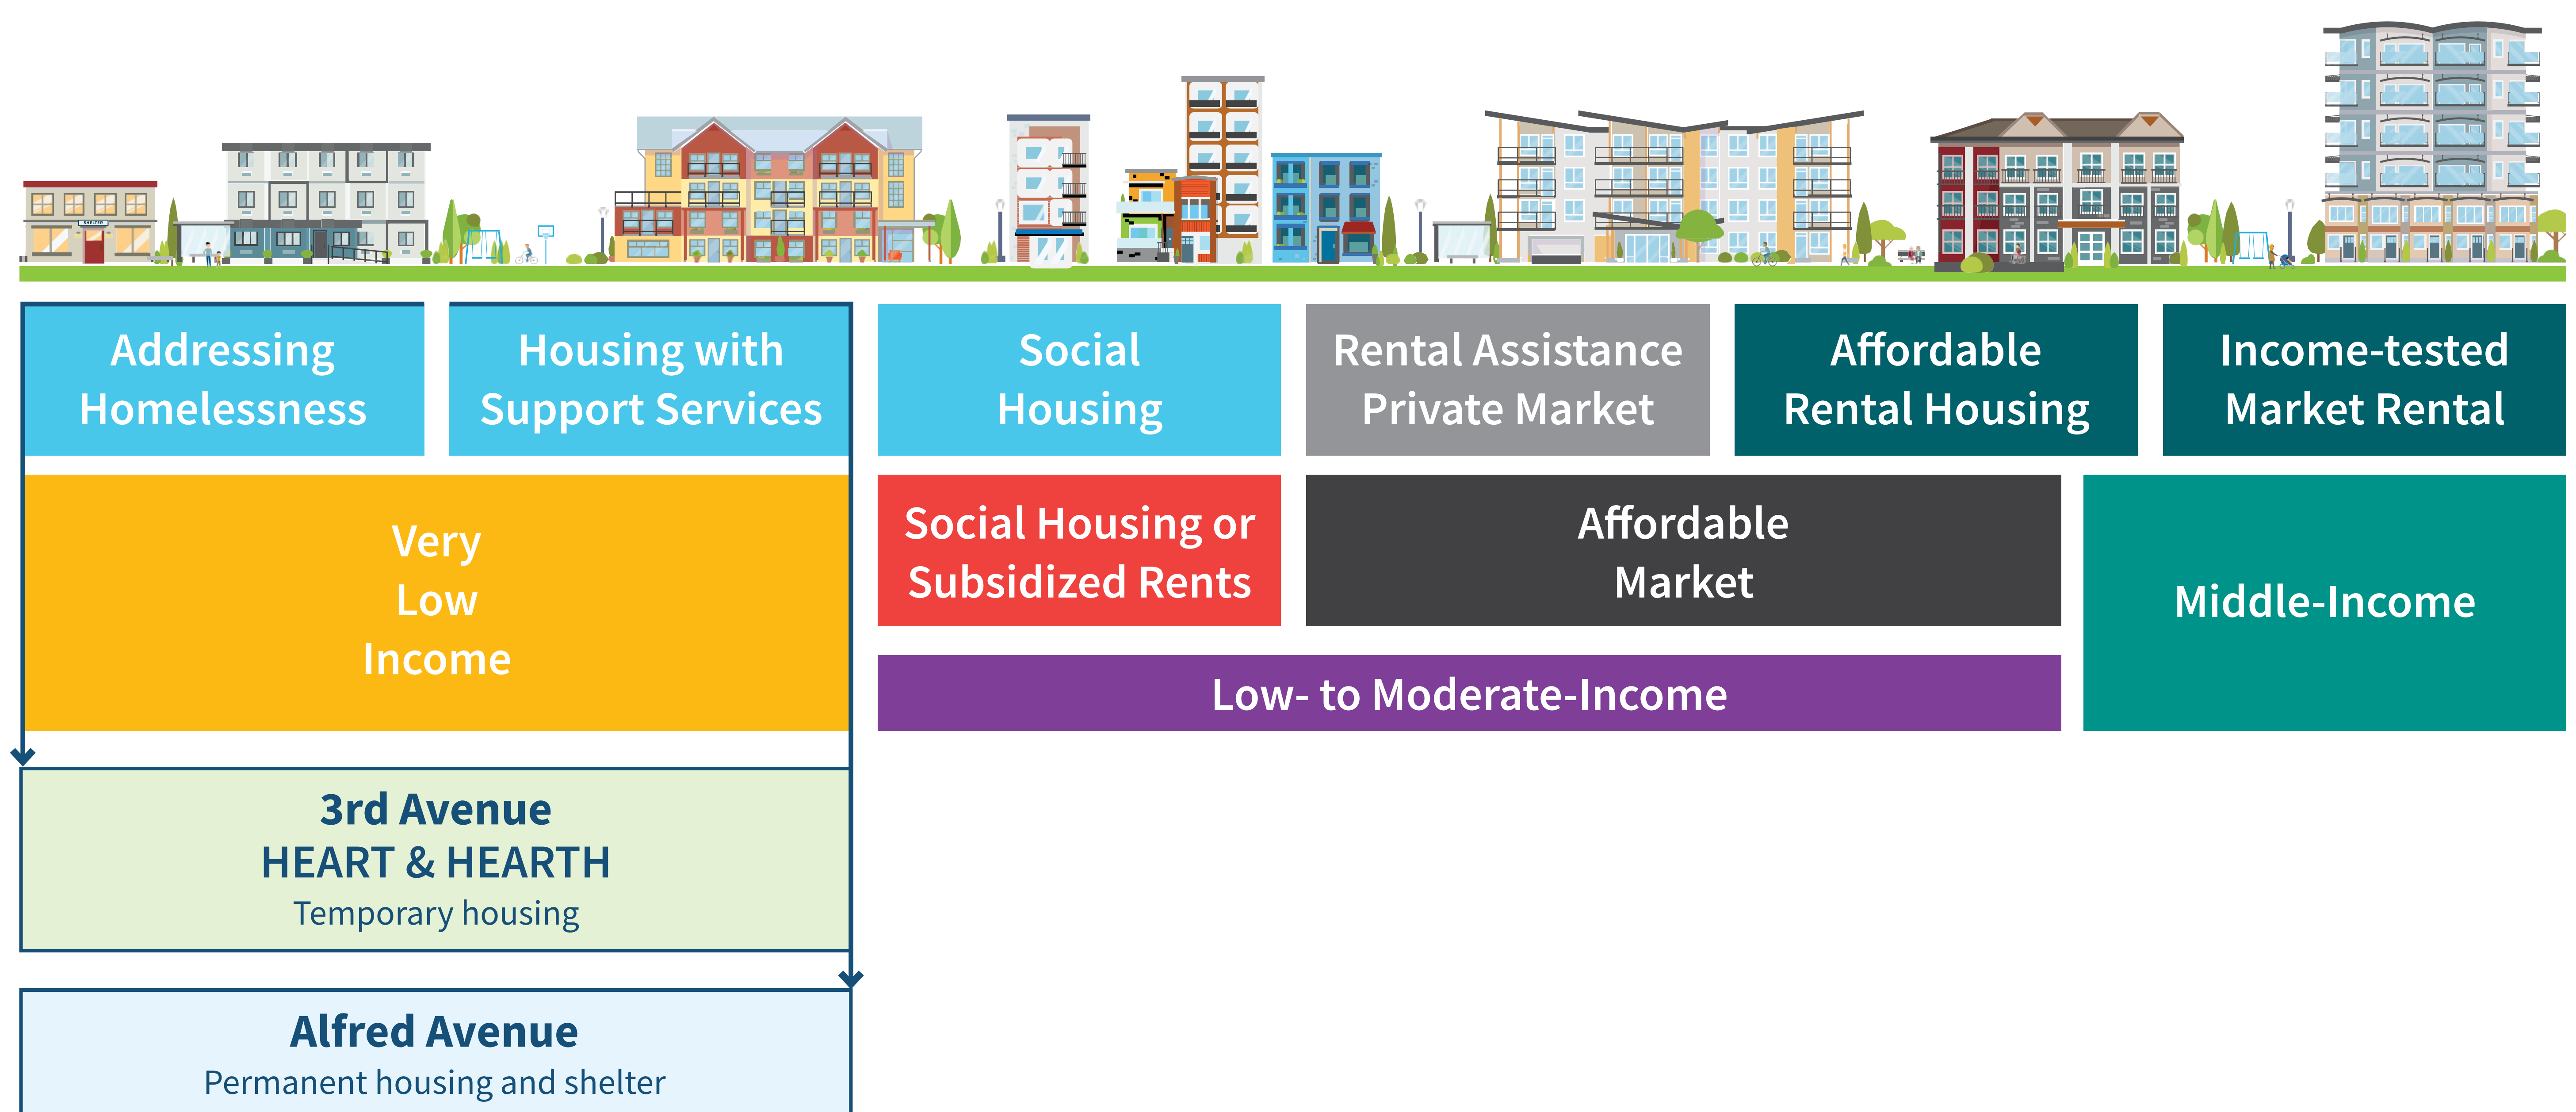 SHELTER
Addressing
Homelessness
Housing with
Support Services
Social
Housing
Rental Assistance
Private Market
Affordable
Rental Housing
Income-tested
Market Rental
Very
Low
Income
Social Housing or
Subsidized Rents
Affordable
Market
Middle-Income
Low- to Moderate-Income
3rd Avenue
HEART & HEARTH
Temporary housing
Alfred Avenue
Permanent housing and shelter